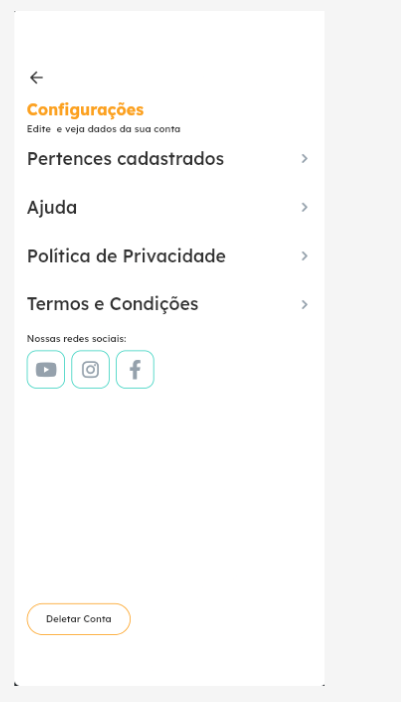 Configurações
Edite e veja dados da sua conta
Pertences cadastrados
Ajuda
Política de Privacidade
Termos e Condições
Nossas redes sociais:
Deletar Conta